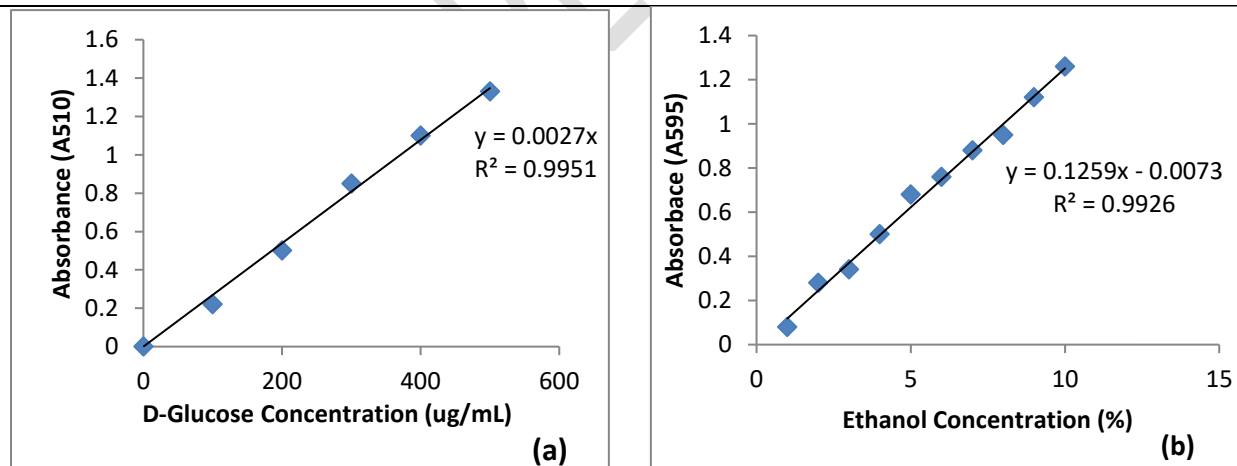 1.6
1.4
1.2
1
0.8
0.6
0.4
0.2
0
Absorbance (A510)
y = 0.0027x
R² = 0.9951
0 200 400 600
D-Glucose Concentration (ug/mL)
(a)
1.4
1.2
1
0.8
0.6
0.4
0.2
0
Absorbace (A595)
y = 0.1259x - 0.0073
R² = 0.9926
0 5 10 15
Ethanol Concentration (%)
(b)